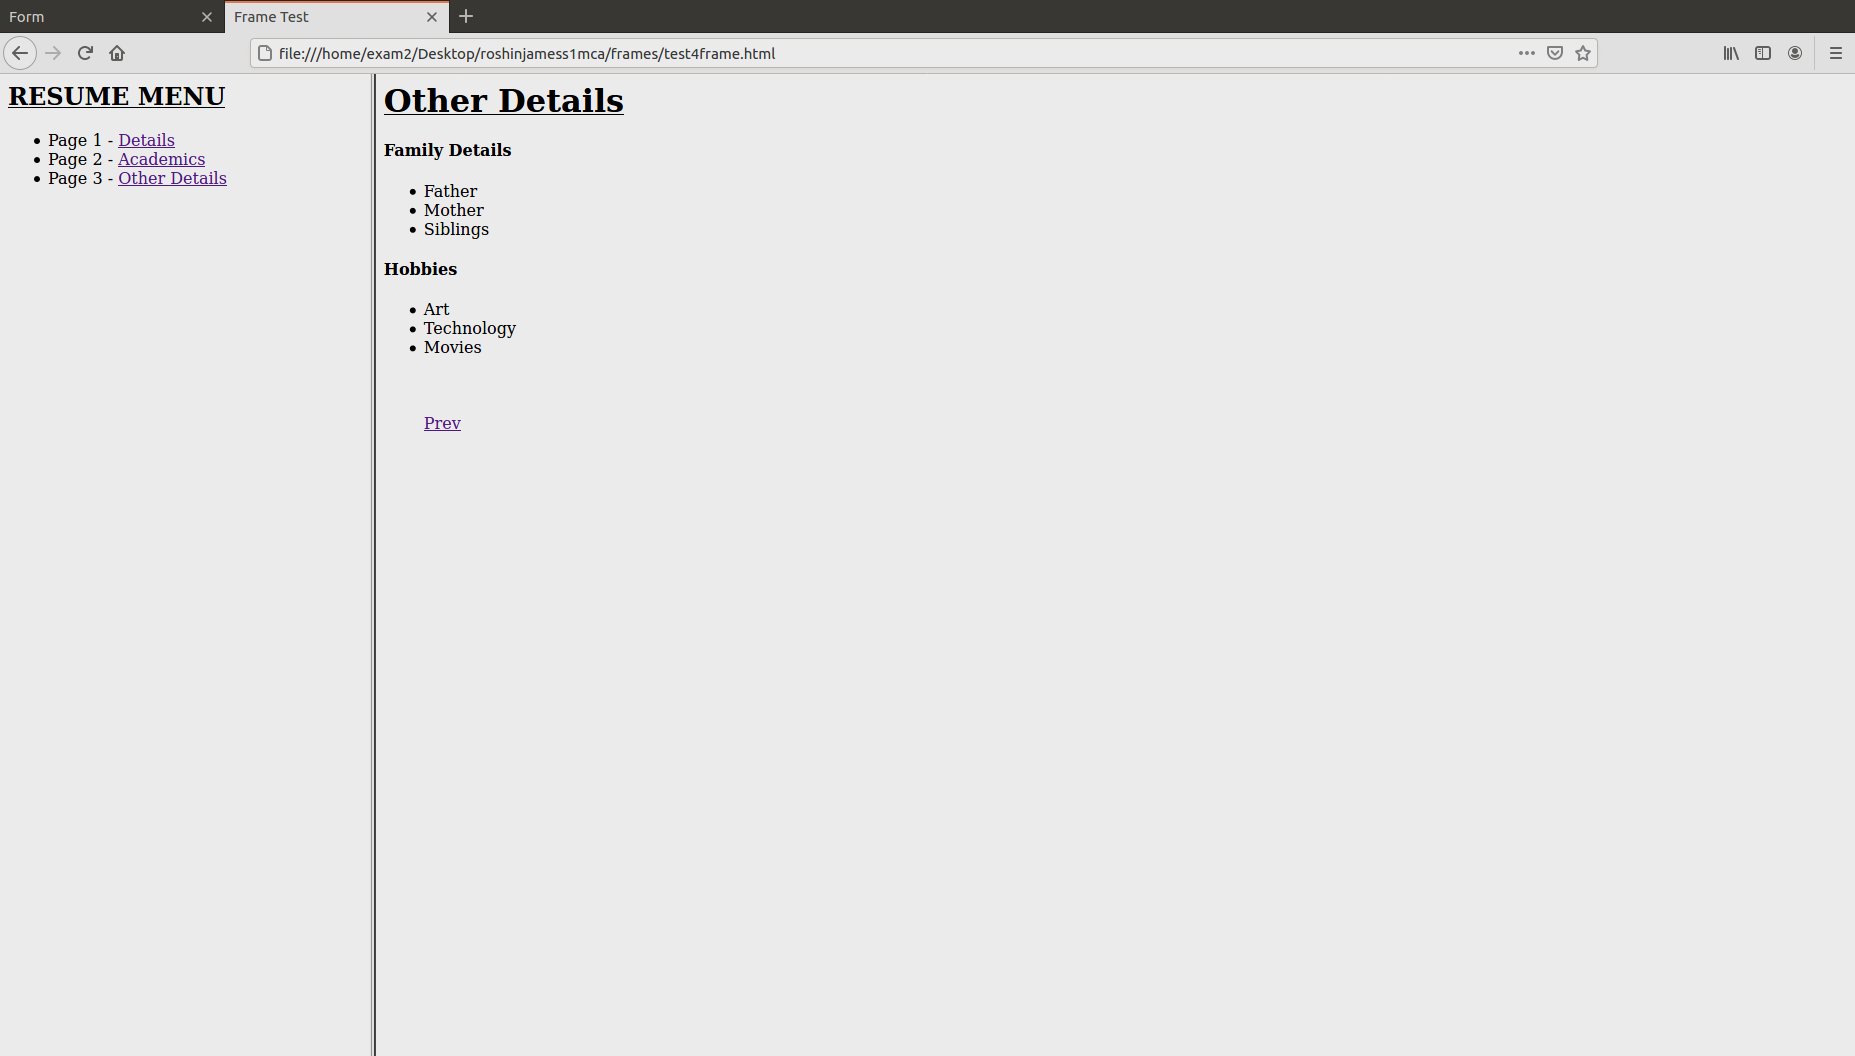 Form
Frame Test
file:///home/exam2/Desktop/roshinjamess1mca/frames/test4frame.html
RESUME MENU
Page 1 - Details
Page 2 - Academics
Page 3 - Other Details
Other Details
Family Details
Father
Mother
Siblings
Hobbies
Art
Technology
Movies
Prev